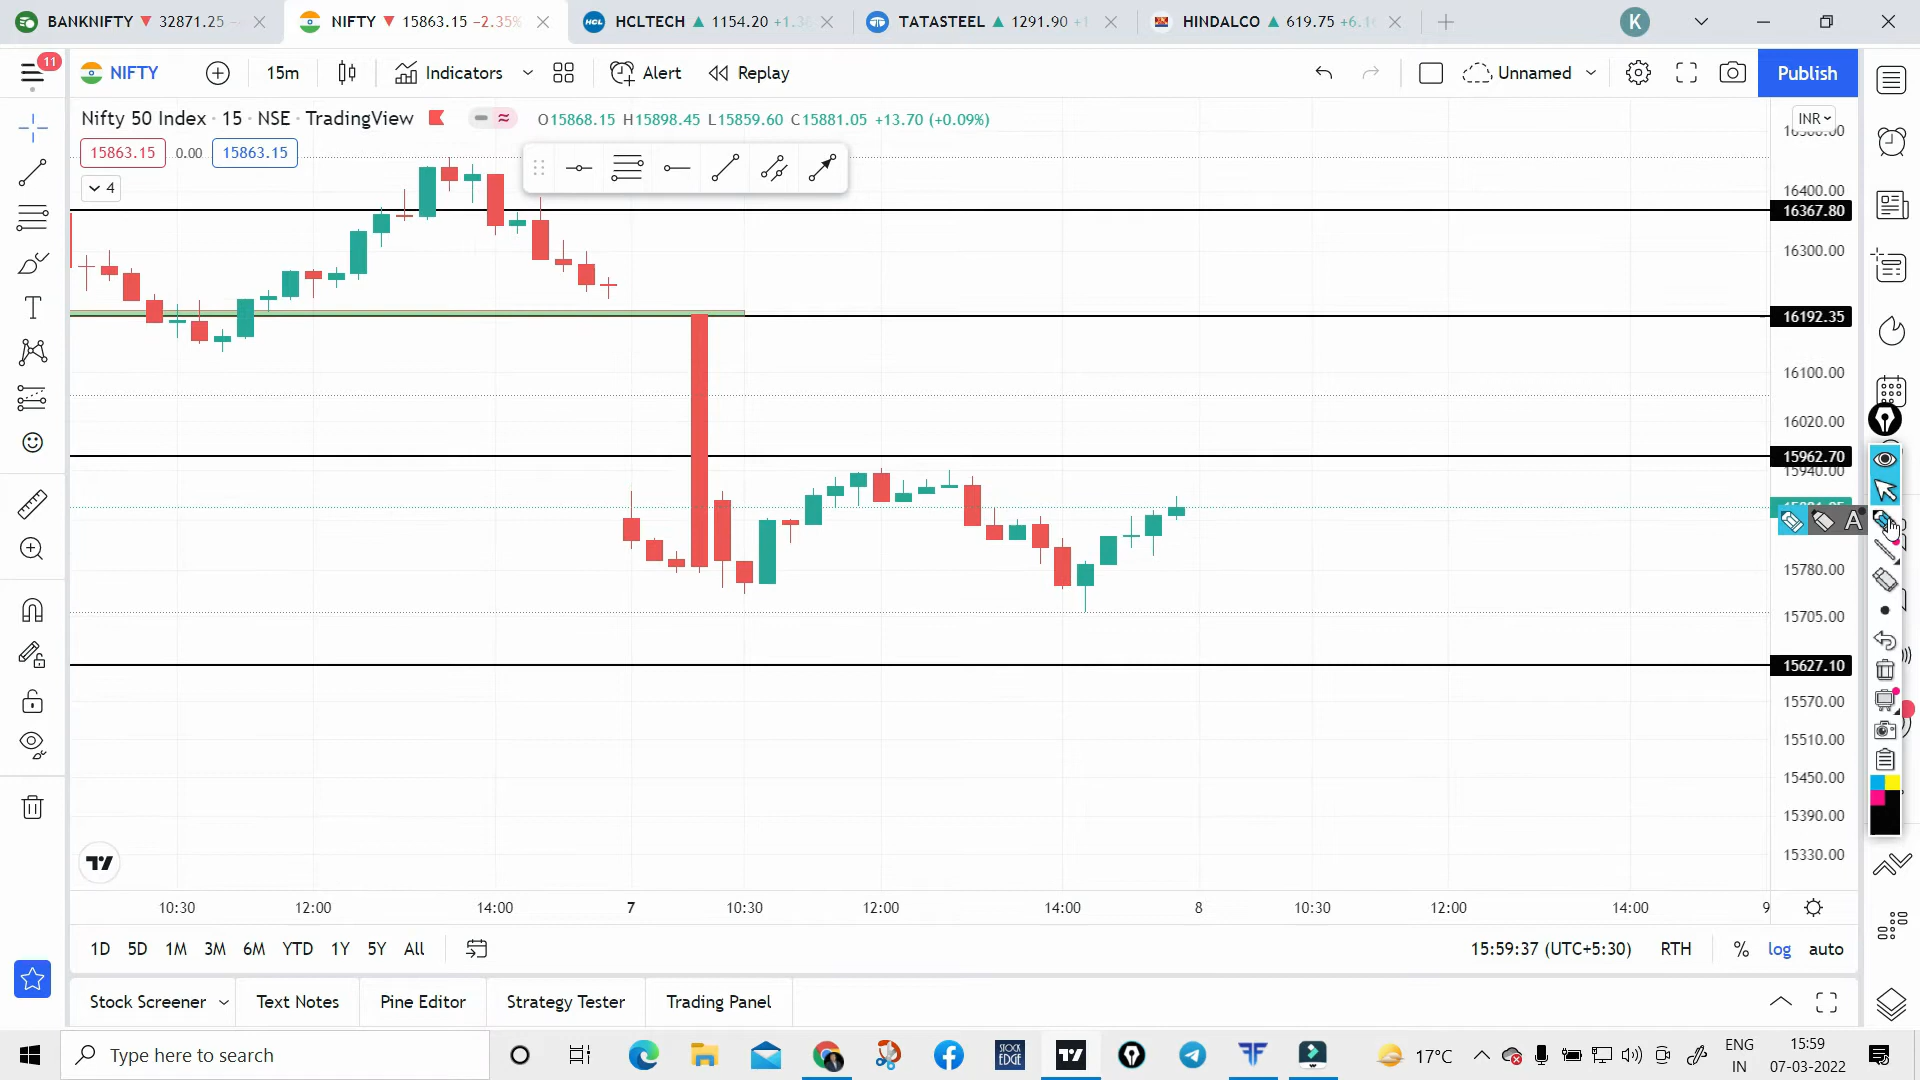 BANKNIFTY ▼ 32871.25
NIFTY ▼ 15863.15 −2.35%
HCLTECH ▲ 1154.20
TATASTEEL ▲ 1291.90
HINDALCO ▲ 619.75
K
11
NIFTY
15m
Indicators
Alert
Replay
Unnamed
Publish
Nifty 50 Index · 15 · NSE · TradingView
O15868.15 H15898.45 L15859.60 C15881.05 +13.70 (+0.09%)
INR
15863.15 0.00 15863.15
4
16400.00
16367.80
16300.00
16192.35
16100.00
16020.00
15962.70
15940.00
A
15780.00
15705.00
15627.10
15570.00
15510.00
15450.00
15390.00
15330.00
10:30 12:00 14:00 7 10:30 12:00 14:00 8 10:30 12:00 14:00 9
1D 5D 1M 3M 6M YTD 1Y 5Y All
15:59:37 (UTC+5:30) RTH % log auto
Stock Screener Text Notes Pine Editor Strategy Tester Trading Panel
Type here to search
STOCK
EDGE
17°C
ENG
IN
15:59
07-03-2022